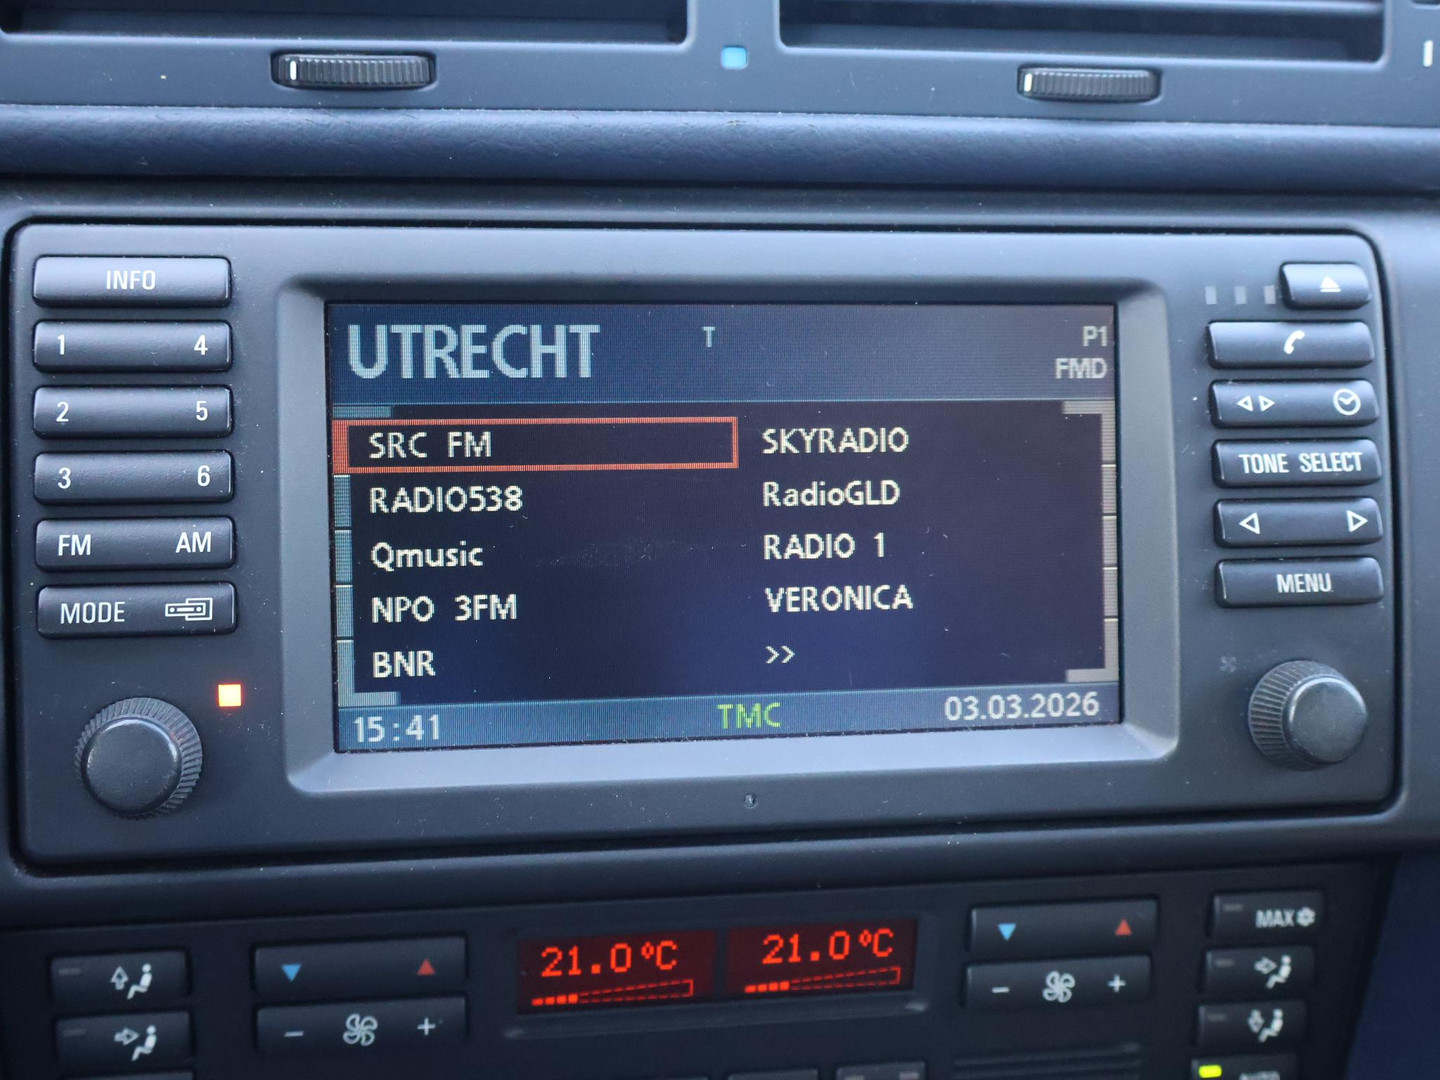 INFO
1 4
2 5
3 6
FM AM
MODE
UTRECHT T P1
FMD
SRC FM
RADIO538
Qmusic
NPO 3FM
BNR
SKYRADIO
RadioGLD
RADIO 1
VERONICA
>>
15:41 TMC 03.03.2026
TONE SELECT
MENU
21.0°C 21.0°C
- +
- +
MAX